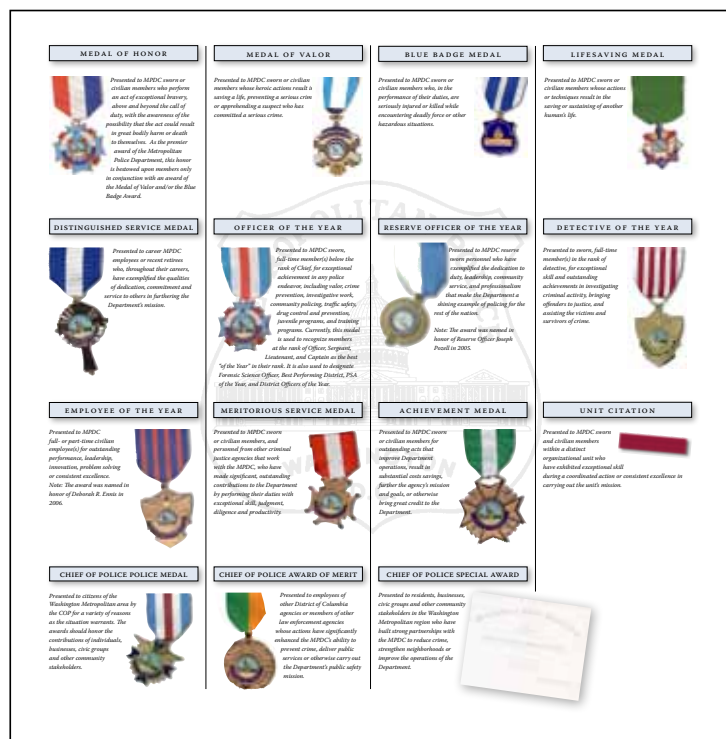 MEDAL OF HONOR
Presented to MPDC sworn or
civilian members who perform
an act of exceptional bravery,
above and beyond the call of
duty, with the awareness of the
possibility that the act could result
in great bodily harm or death
to themselves. As the premier
award of the Metropolitan
Police Department, this honor
is bestowed upon members only
in conjunction with an award of
the Medal of Valor and/or the Blue
Badge Award.
MEDAL OF VALOR
Presented to MPDC sworn or civilian
members whose heroic actions result in
saving a life, preventing a serious crime
or apprehending a suspect who has
committed a serious crime.
BLUE BADGE MEDAL
Presented to MPDC sworn or
civilian members who, in the
performance of their duties, are
seriously injured or killed while
encountering deadly force or other
hazardous situations.
LIFESAVING MEDAL
Presented to MPDC sworn or
civilian members whose actions
or techniques result in the
saving or sustaining of another
human's life.
DISTINGUISHED SERVICE MEDAL
Presented to career MPDC
employees or recent retirees
who, throughout their careers,
have exemplified the qualities
of dedication, commitment and
service to others in furthering the
Department's mission.
OFFICER OF THE YEAR
Presented to MPDC sworn,
full-time member(s) below the
rank of Chief, for exceptional
achievement in any police
endeavor, including valor, crime
prevention, investigative work,
community policing, traffic safety,
drug control and prevention,
juvenile programs, and training
programs. Currently, this medal
is used to recognize members
at the rank of Officer, Sergeant,
Lieutenant, and Captain as the best
"of the Year" in their rank. It is also used to designate
Forensic Science Officer, Best Performing District, PSA
of the Year, and District Officers of the Year.
RESERVE OFFICER OF THE YEAR
Presented to MPDC reserve
sworn personnel who have
exemplified the dedication to
duty, leadership, community
service, and professionalism
that make the Department a
shining example of policing for the
rest of the nation.
Note: The award was named in
honor of Reserve Officer Joseph
Pozell in 2005.
DETECTIVE OF THE YEAR
Presented to sworn, full-time
member(s) in the rank of
detective, for exceptional
skill and outstanding
achievements in investigating
criminal activity, bringing
offenders to justice, and
assisting the victims and
survivors of crime.
EMPLOYEE OF THE YEAR
Presented to MPDC
full- or part-time civilian
employee(s) for outstanding
performance, leadership,
innovation, problem solving
or consistent excellence.
Note: The award was named in
honor of Deborah R. Ennis in
2006.
MERITORIOUS SERVICE MEDAL
Presented to MPDC sworn
or civilian members, and
personnel from other criminal
justice agencies that work
with the MPDC, who have
made significant, outstanding
contributions to the Department
by performing their duties with
exceptional skill, judgment,
diligence and productivity.
ACHIEVEMENT MEDAL
Presented to MPDC sworn
or civilian members for
outstanding acts that
improve Department
operations, result in
substantial costs savings,
further the agency's mission
and goals, or otherwise
bring great credit to the
Department.
UNIT CITATION
Presented to MPDC sworn
and civilian members
within a distinct
organizational unit who
have exhibited exceptional skill
during a coordinated action or consistent excellence in
carrying out the unit's mission.
CHIEF OF POLICE POLICE MEDAL
Presented to citizens of the
Washington Metropolitan area by
the COP for a variety of reasons
as the situation warrants. The
awards should honor the
contributions of individuals,
businesses, civic groups
and other community
stakeholders.
CHIEF OF POLICE AWARD OF MERIT
Presented to employees of
other District of Columbia
agencies or members of other
law enforcement agencies
whose actions have significantly
enhanced the MPDC's ability to
prevent crime, deliver public
services or otherwise carry out
the Department's public safety
mission.
CHIEF OF POLICE SPECIAL AWARD
Presented to residents, businesses,
civic groups and other community
stakeholders in the Washington
Metropolitan region who have
built strong partnerships with
the MPDC to reduce crime,
strengthen neighborhoods or
improve the operations of the
Department.